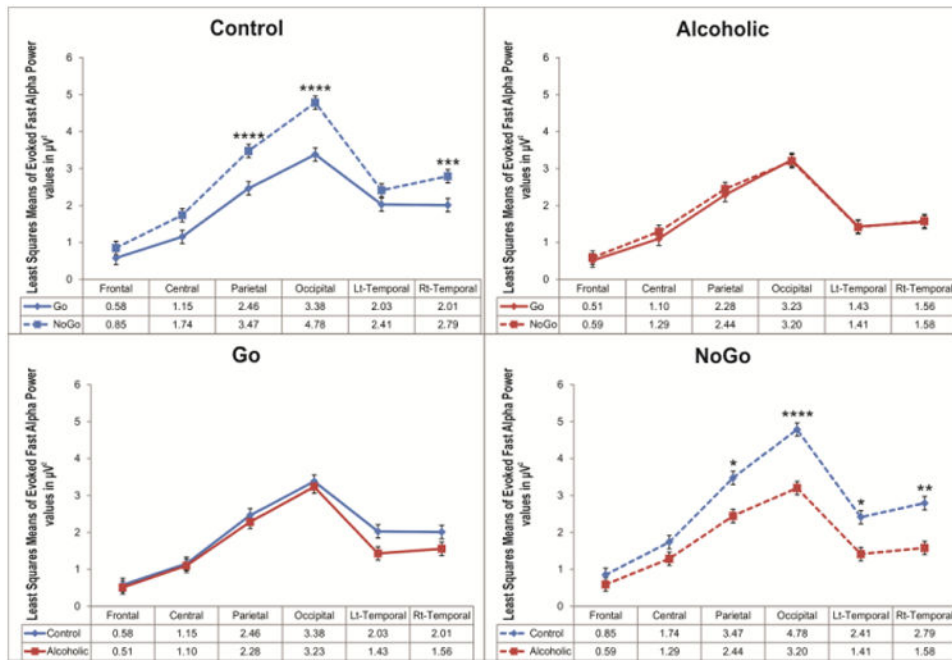 Control
Least Squares Means of Evoked Fast Alpha Power
values in µV²
6
5
4
3
2
1
0
****
****
***
Frontal Central Parietal Occipital Lt-Temporal Rt-Temporal
Go 0.58 1.15 2.46 3.38 2.03 2.01
NoGo 0.85 1.74 3.47 4.78 2.41 2.79
Alcoholic
Least Squares Means of Evoked Fast Alpha Power
values in µV²
6
5
4
3
2
1
0
Frontal Central Parietal Occipital Lt-Temporal Rt-Temporal
Go 0.51 1.10 2.28 3.23 1.43 1.56
NoGo 0.59 1.29 2.44 3.20 1.41 1.58
Go
Least Squares Means of Evoked Fast Alpha Power
values in µV²
6
5
4
3
2
1
0
Frontal Central Parietal Occipital Lt-Temporal Rt-Temporal
Control 0.58 1.15 2.46 3.38 2.03 2.01
Alcoholic 0.51 1.10 2.28 3.23 1.43 1.56
NoGo
Least Squares Means of Evoked Fast Alpha Power
values in µV²
6
5
4
3
2
1
0
*
****
*
**
Frontal Central Parietal Occipital Lt-Temporal Rt-Temporal
Control 0.85 1.74 3.47 4.78 2.41 2.79
Alcoholic 0.59 1.29 2.44 3.20 1.41 1.58